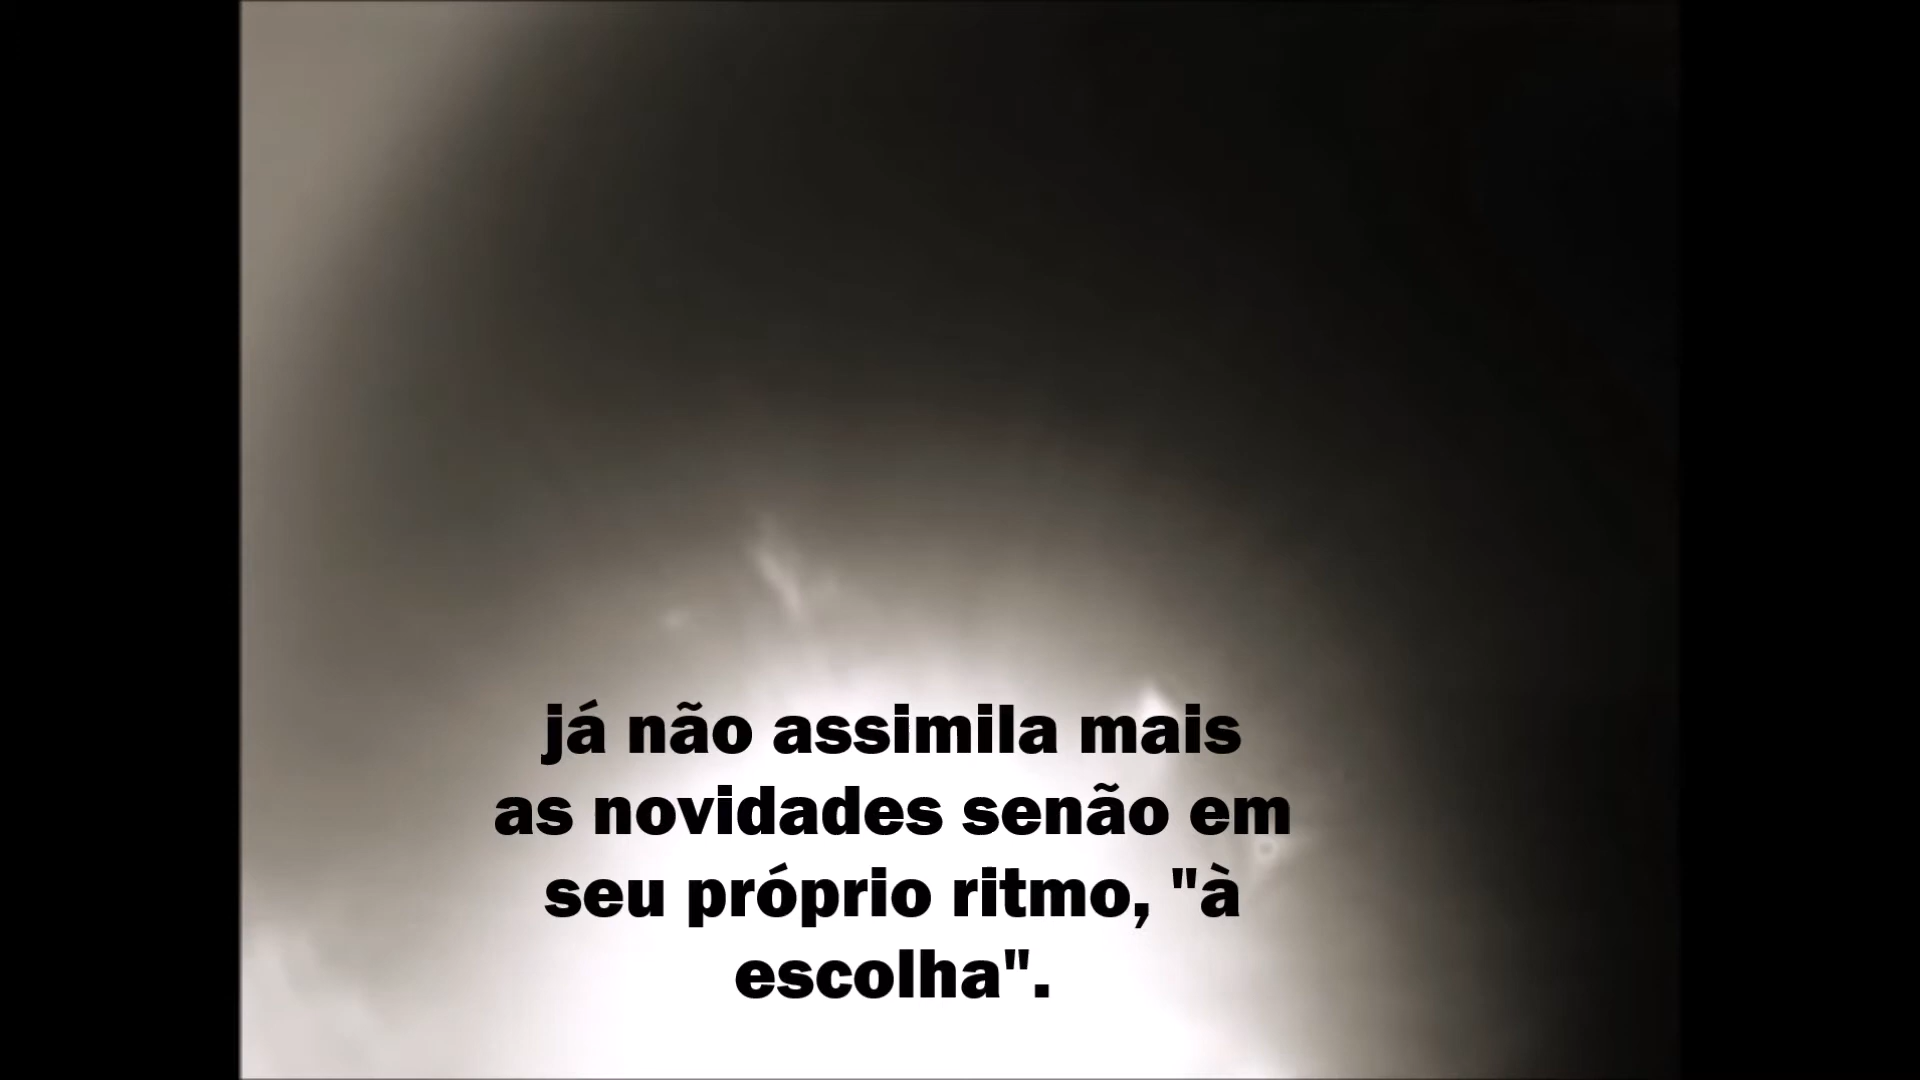 já não assimila mais
as novidades senão em
seu próprio ritmo, "à
escolha".